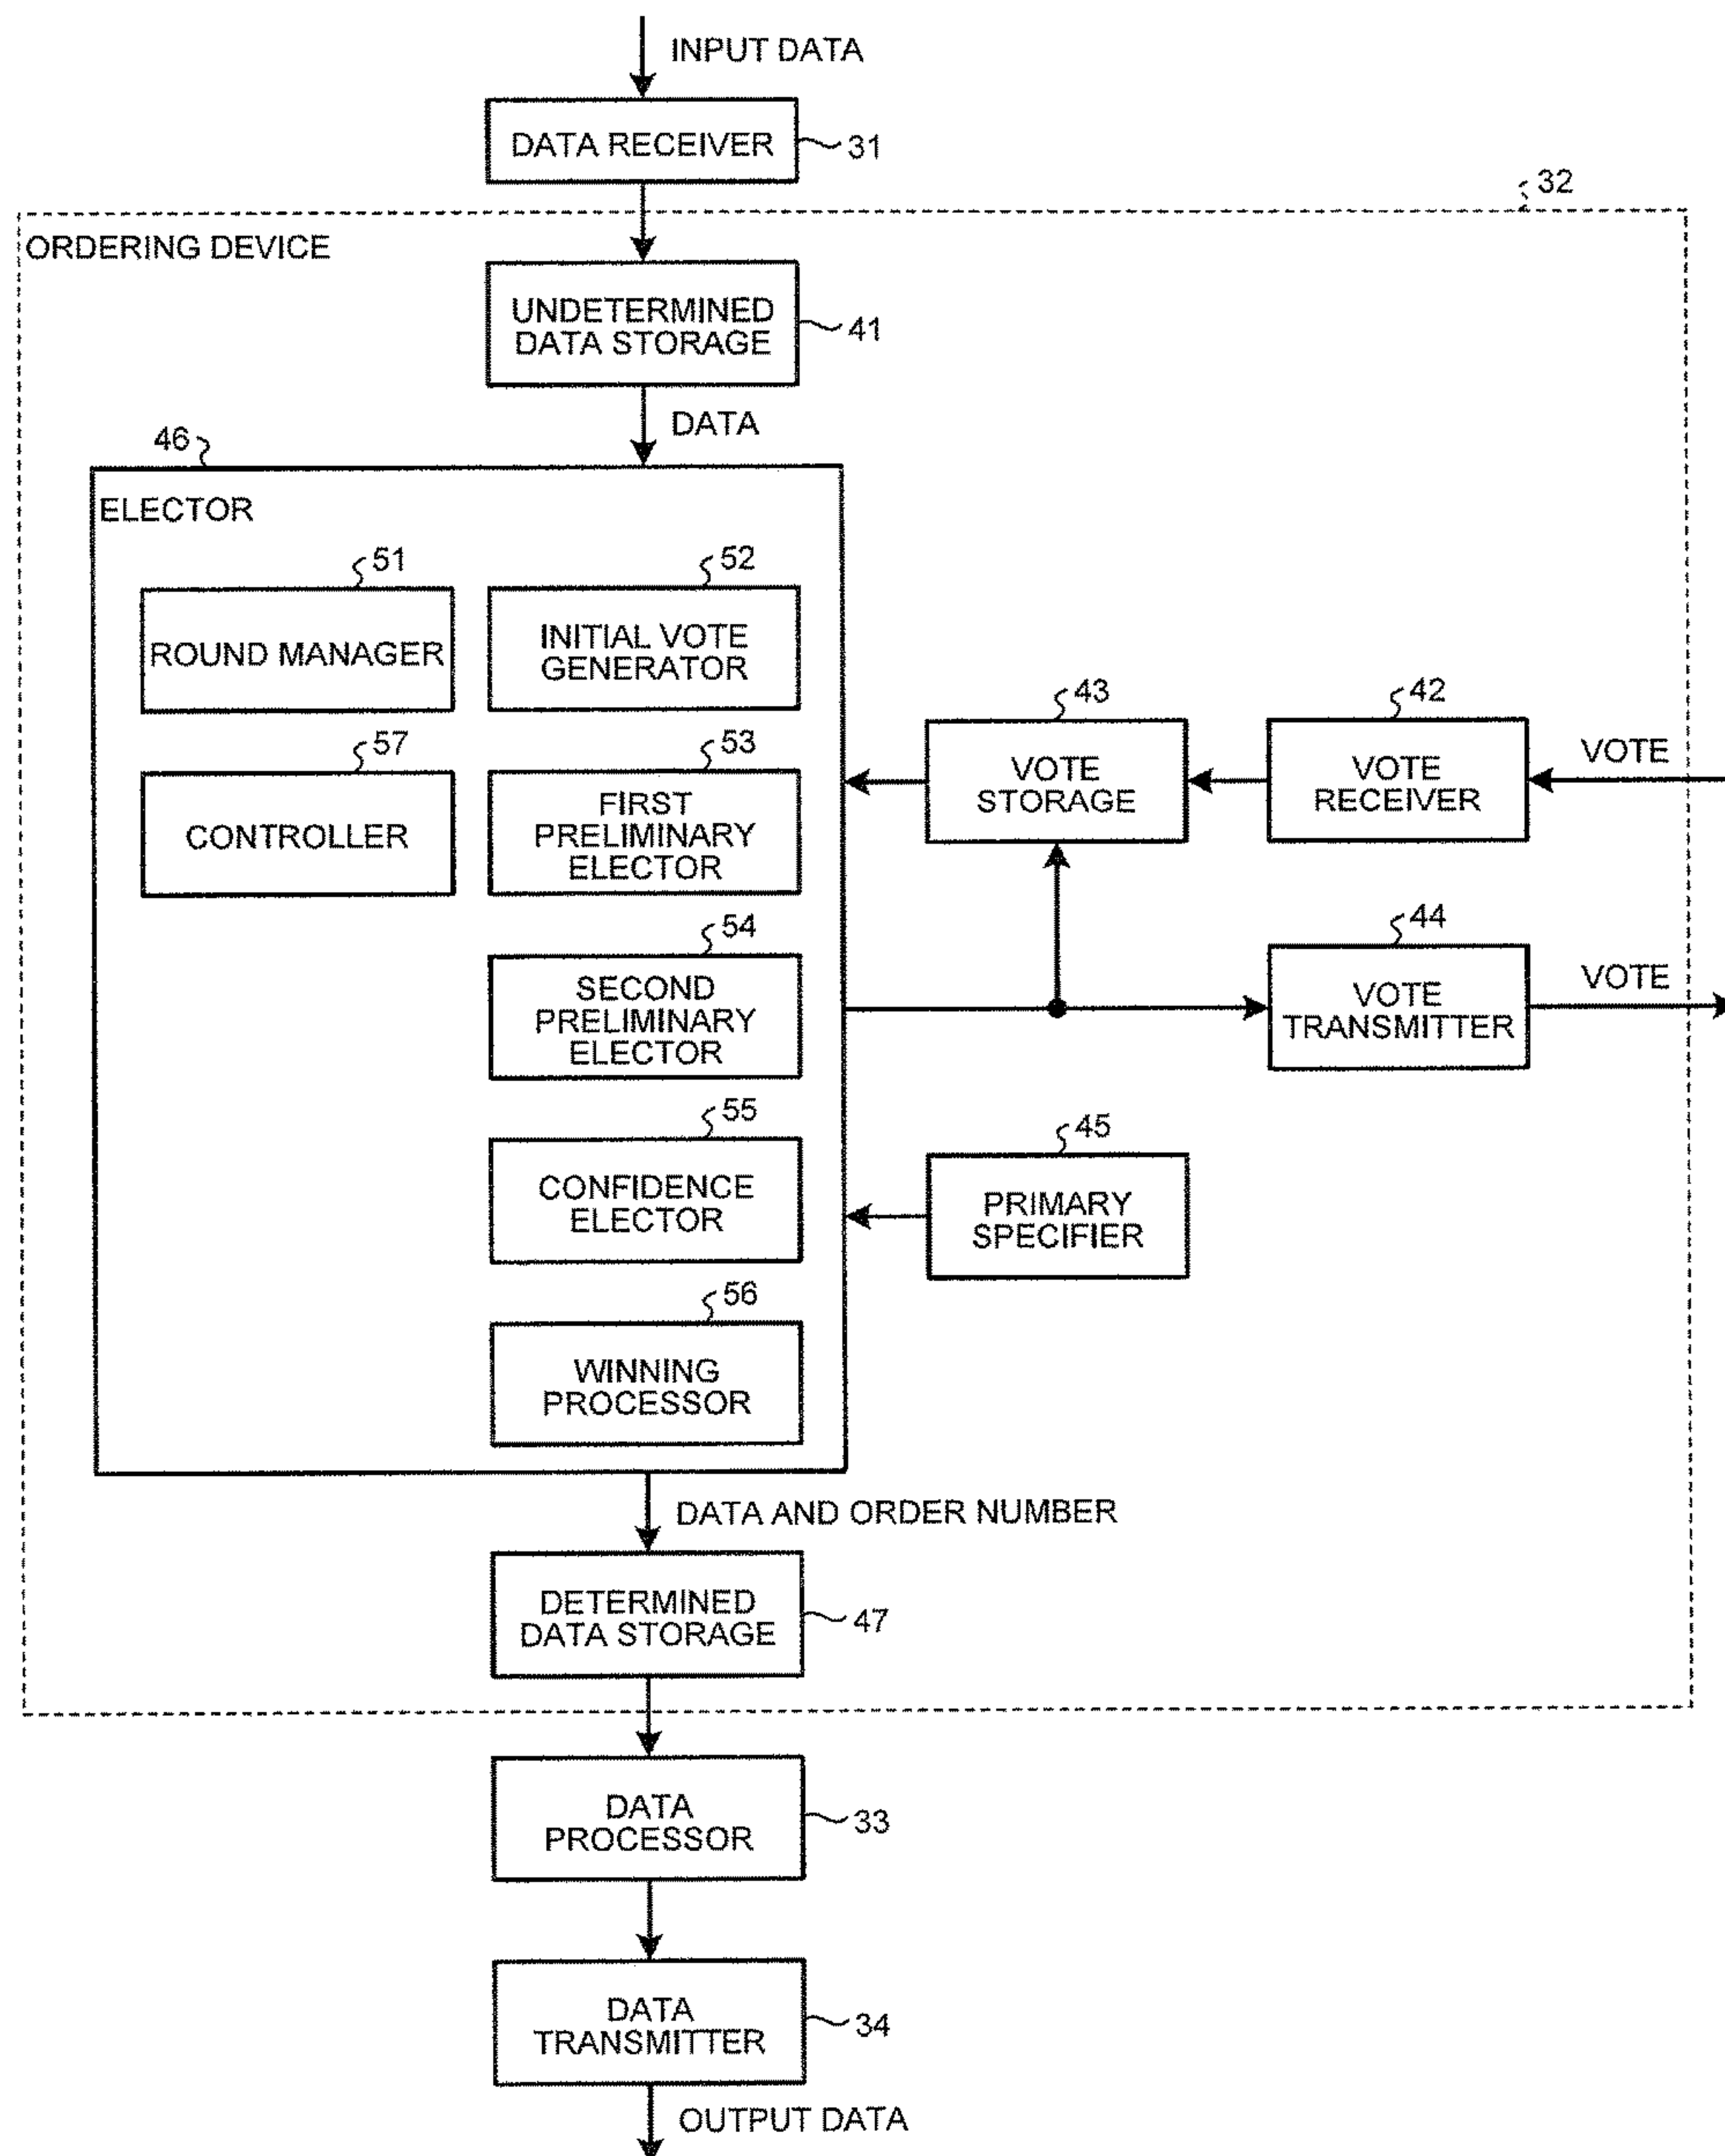 INPUT DATA
DATA RECEIVER
31
32
ORDERING DEVICE
UNDETERMINED
DATA STORAGE
41
DATA
46
ELECTOR
51
ROUND MANAGER
52
INITIAL VOTE
GENERATOR
57
CONTROLLER
53
FIRST
PRELIMINARY
ELECTOR
43
VOTE
STORAGE
42
VOTE
RECEIVER
VOTE
54
SECOND
PRELIMINARY
ELECTOR
44
VOTE
TRANSMITTER
VOTE
55
CONFIDENCE
ELECTOR
45
PRIMARY
SPECIFIER
56
WINNING
PROCESSOR
DATA AND ORDER NUMBER
DETERMINED
DATA STORAGE
47
DATA
PROCESSOR
33
DATA
TRANSMITTER
34
OUTPUT DATA